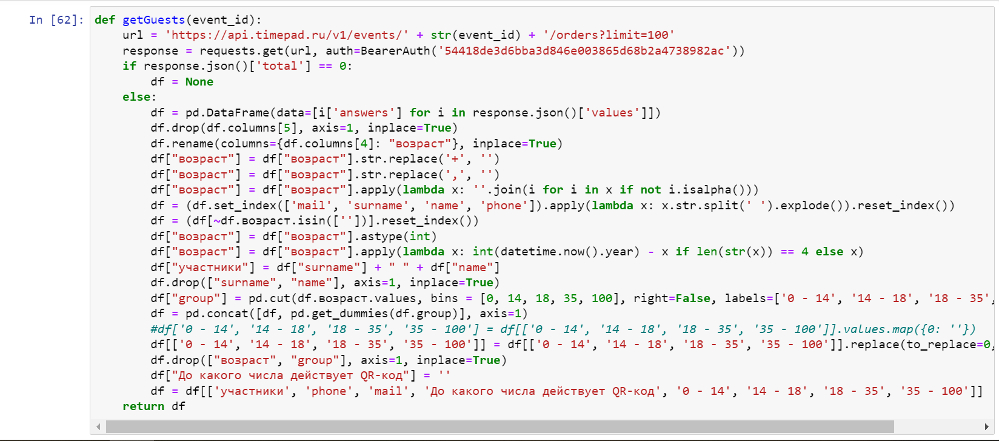 In [62]: def getGuests(event_id):
url = 'https://api.timepad.ru/v1/events/' + str(event_id) + '/orders?limit=100'
response = requests.get(url, auth=BearerAuth('54418de3d6bba3d846e003865d68b2a4738982ac'))
if response.json()['total'] == 0:
df = None
else:
df = pd.DataFrame(data=[i['answers'] for i in response.json()['values']])
df.drop(df.columns[5], axis=1, inplace=True)
df.rename(columns={df.columns[4]: "возраст"}, inplace=True)
df["возраст"] = df["возраст"].str.replace('+', '')
df["возраст"] = df["возраст"].str.replace(',', '')
df["возраст"] = df["возраст"].apply(lambda x: ''.join(i for i in x if not i.isalpha()))
df = (df.set_index(['mail', 'surname', 'name', 'phone']).apply(lambda x: x.str.split(' ').explode()).reset_index())
df = (df[~df.возраст.isin([''])].reset_index())
df["возраст"] = df["возраст"].astype(int)
df["возраст"] = df["возраст"].apply(lambda x: int(datetime.now().year) - x if len(str(x)) == 4 else x)
df["участники"] = df["surname"] + " " + df["name"]
df.drop(["surname", "name"], axis=1, inplace=True)
df["group"] = pd.cut(df.возраст.values, bins = [0, 14, 18, 35, 100], right=False, labels=['0 - 14', '14 - 18', '18 - 35',
df = pd.concat([df, pd.get_dummies(df.group)], axis=1)
#df['0 - 14', '14 - 18', '18 - 35', '35 - 100'] = df[['0 - 14', '14 - 18', '18 - 35', '35 - 100']].values.map({0: ''})
df[['0 - 14', '14 - 18', '18 - 35', '35 - 100']] = df[['0 - 14', '14 - 18', '18 - 35', '35 - 100']].replace(to_replace=0,
df.drop(["возраст", "group"], axis=1, inplace=True)
df["До какого числа действует QR-код"] = ''
df = df[['участники', 'phone', 'mail', 'До какого числа действует QR-код', '0 - 14', '14 - 18', '18 - 35', '35 - 100']]
return df